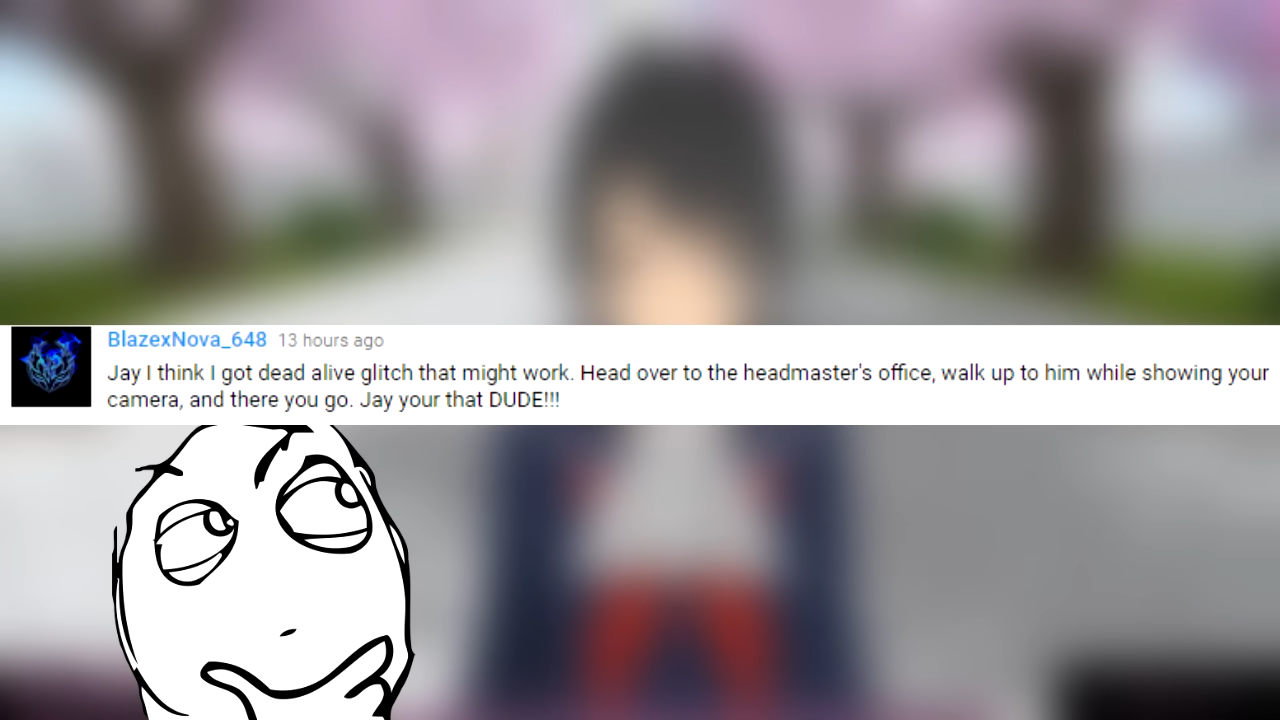 BlazexNova_648 13 hours ago
Jay I think I got dead alive glitch that might work. Head over to the headmaster's office, walk up to him while showing your
camera, and there you go. Jay your that DUDE!!!